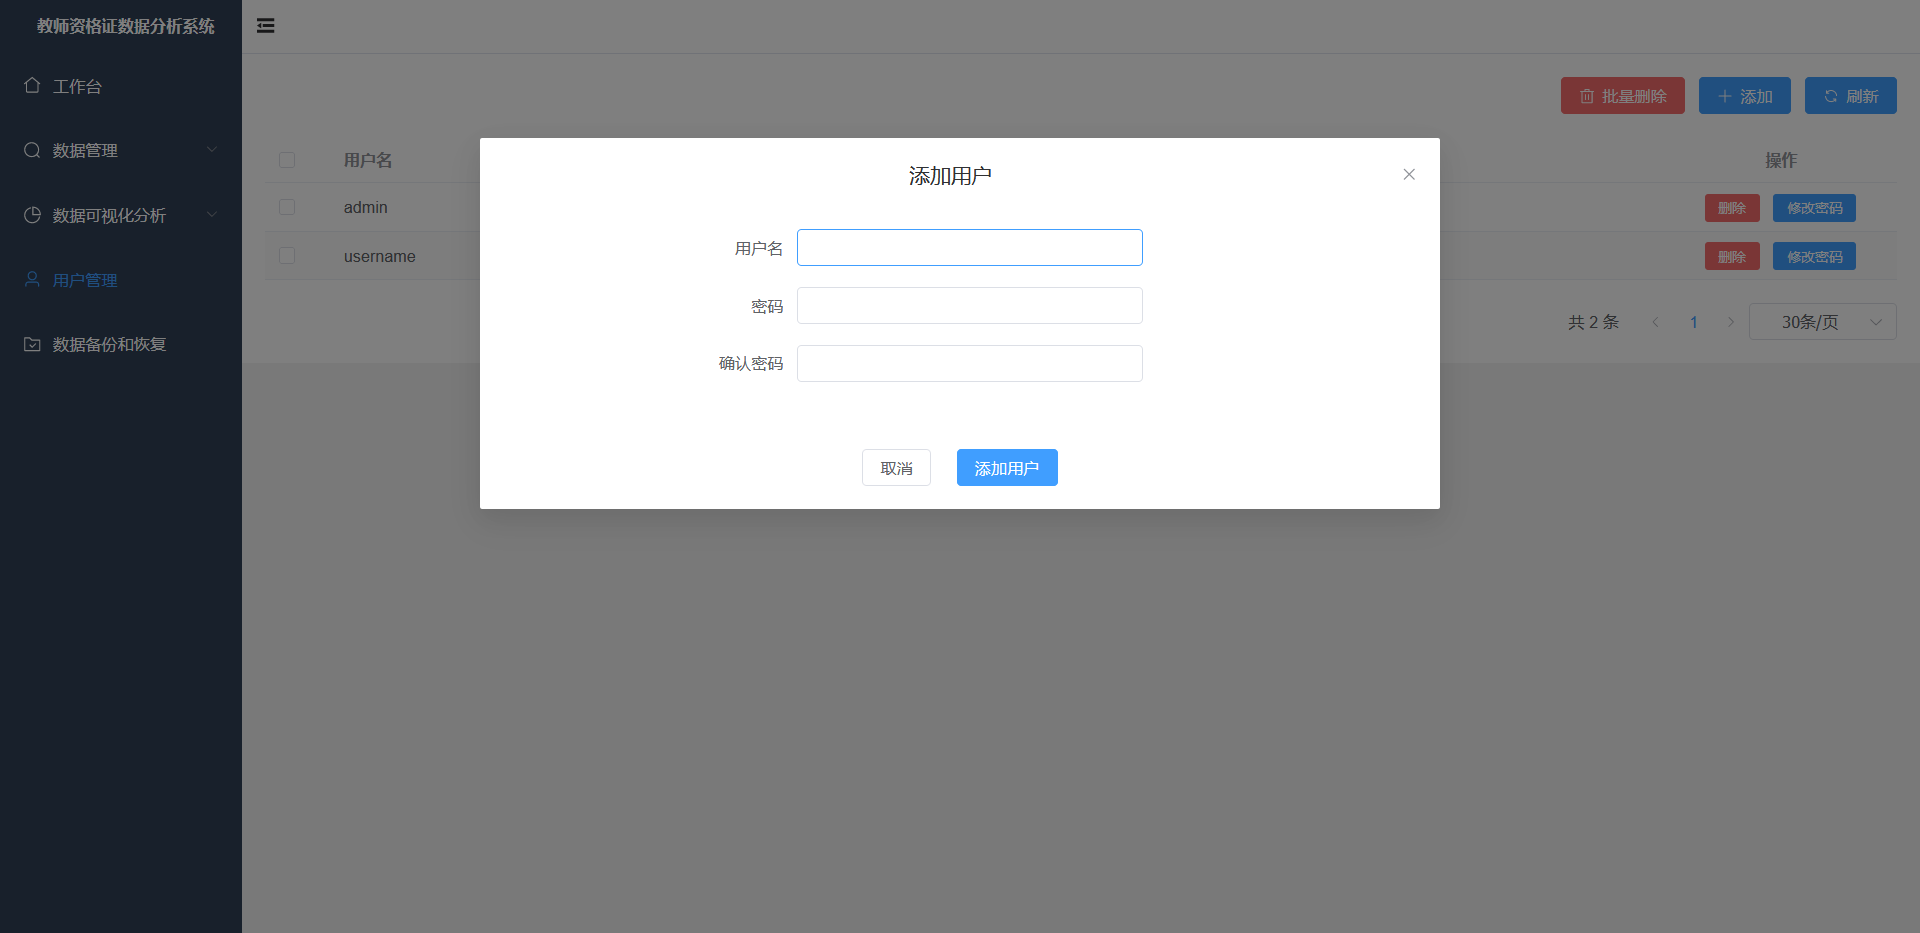 教师资格证数据分析系统
工作台
数据管理
数据可视化分析
用户管理
数据备份和恢复
批量删除
添加
刷新
用户名
操作
admin
删除
修改密码
username
删除
修改密码
共 2 条
1
30条/页
添加用户
用户名
密码
确认密码
取消
添加用户